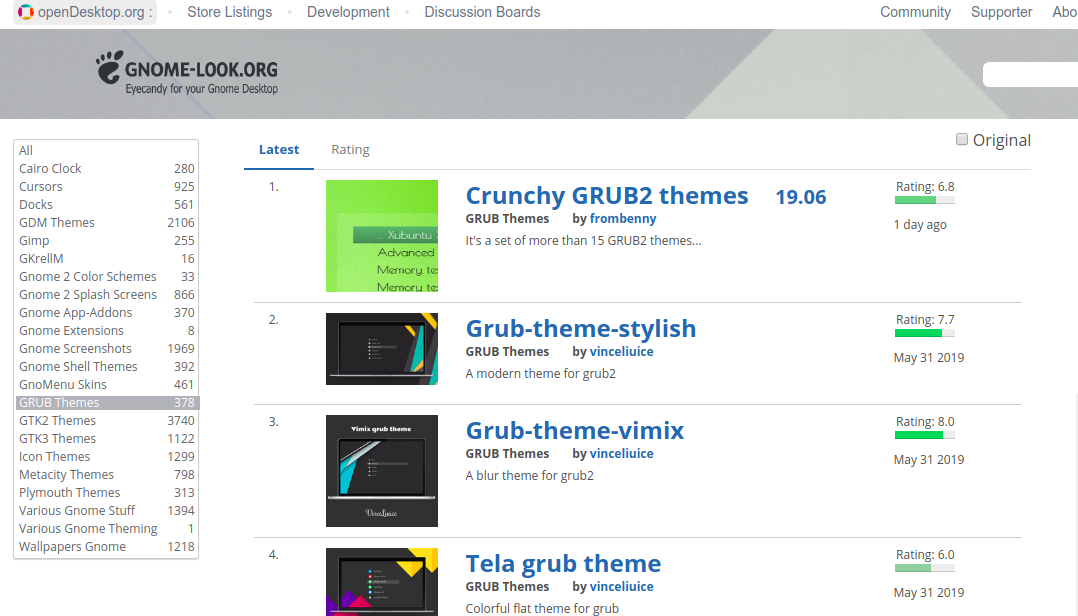 openDesktop.org :
Store Listings
Development
Discussion Boards
Community
Supporter
Abo
GNOME-LOOK.ORG
Eyecandy for your Gnome Desktop
All
Cairo Clock 280
Cursors 925
Docks 561
GDM Themes 2106
Gimp 255
GKrellM 16
Gnome 2 Color Schemes 33
Gnome 2 Splash Screens 866
Gnome App-Addons 370
Gnome Extensions 8
Gnome Screenshots 1969
Gnome Shell Themes 392
GnoMenu Skins 461
GRUB Themes 378
GTK2 Themes 3740
GTK3 Themes 1122
Icon Themes 1299
Metacity Themes 798
Plymouth Themes 313
Various Gnome Stuff 1394
Various Gnome Theming 1
Wallpapers Gnome 1218
Latest
Rating
Original
1.
Xubuntu
Advanced
Memory te
Memory te
Crunchy GRUB2 themes 19.06
GRUB Themes by frombenny
It's a set of more than 15 GRUB2 themes...
Rating: 6.8
1 day ago
2.
Grub-theme-stylish
GRUB Themes by vinceliuice
A modern theme for grub2
Rating: 7.7
May 31 2019
3.
Vimix grub theme
VinceLiuice
Grub-theme-vimix
GRUB Themes by vinceliuice
A blur theme for grub2
Rating: 8.0
May 31 2019
4.
Tela grub theme
GRUB Themes by vinceliuice
Colorful flat theme for grub
Rating: 6.0
May 31 2019